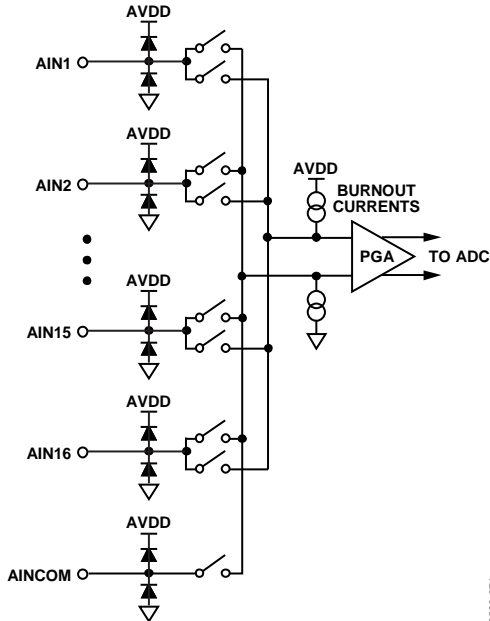 AVDD
AIN1
AVDD
AIN2
AVDD
BURNOUT
CURRENTS
PGA
TO ADC
AVDD
AIN15
AVDD
AIN16
AVDD
AINCOM